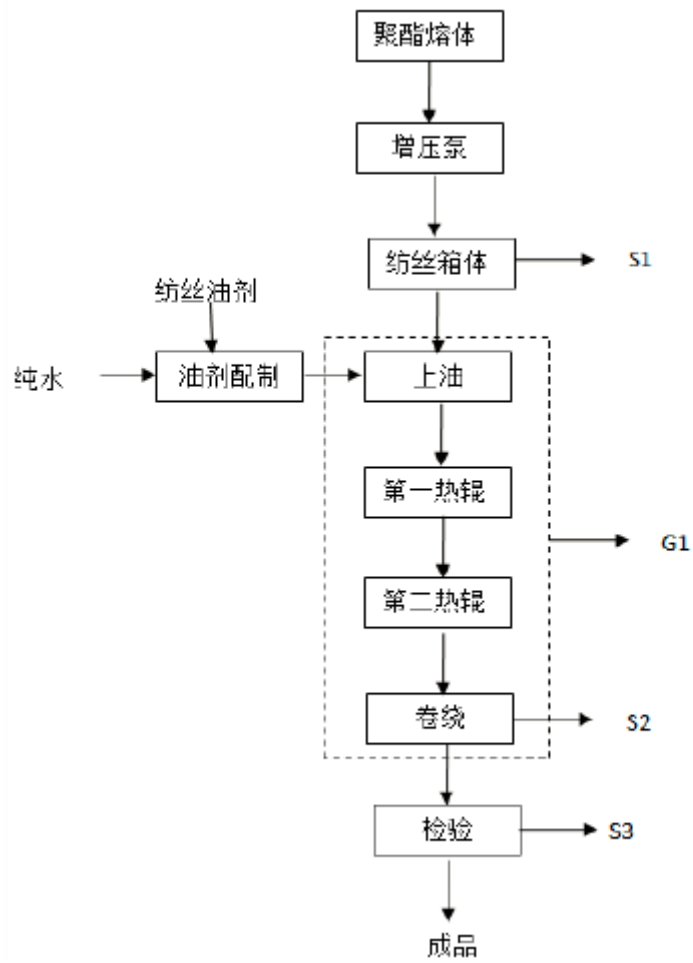 聚酯熔体
增压泵
纺丝箱体
S1
纺丝油剂
纯水
油剂配制
上油
第一热辊
G1
第二热辊
卷绕
S2
检验
S3
成品